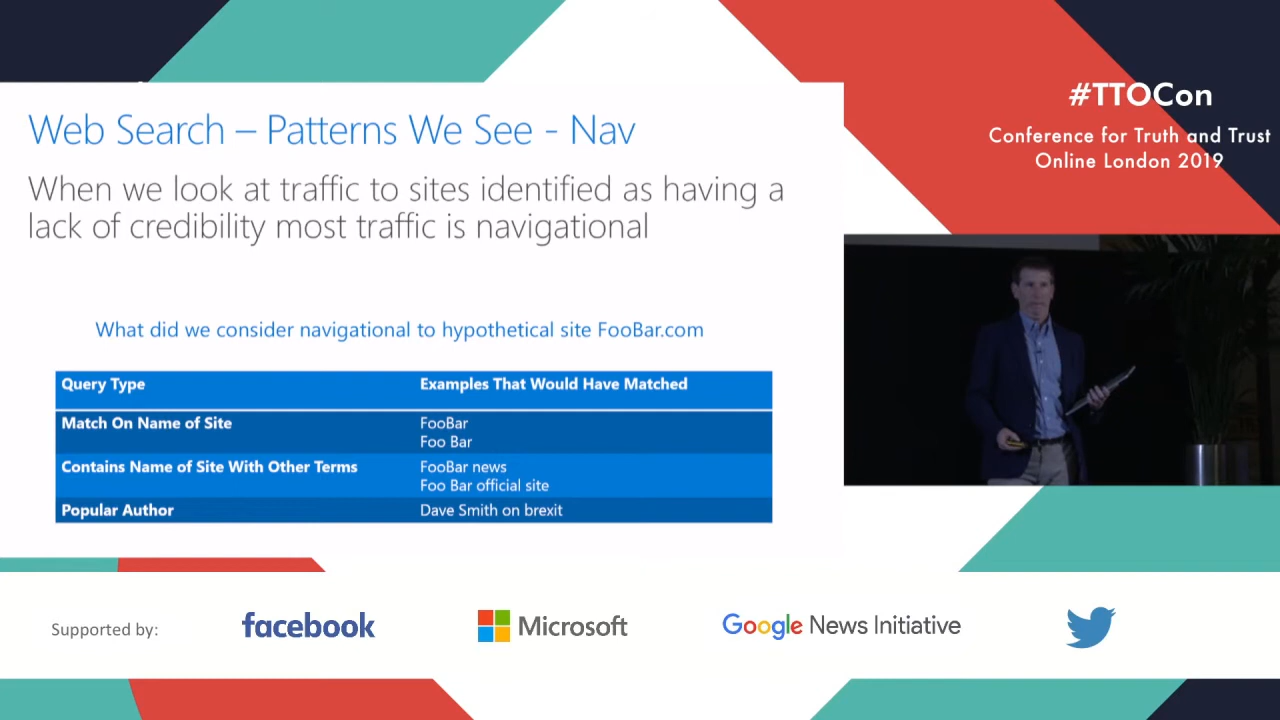 Web Search – Patterns We See - Nav
When we look at traffic to sites identified as having a
lack of credibility most traffic is navigational
What did we consider navigational to hypothetical site FooBar.com
Query Type Examples That Would Have Matched
Match On Name of Site FooBar
Foo Bar
Contains Name of Site With Other Terms FooBar news
Foo Bar official site
Popular Author Dave Smith on brexit
#TTOCon
Conference for Truth and Trust
Online London 2019
Supported by: facebook Microsoft Google News Initiative